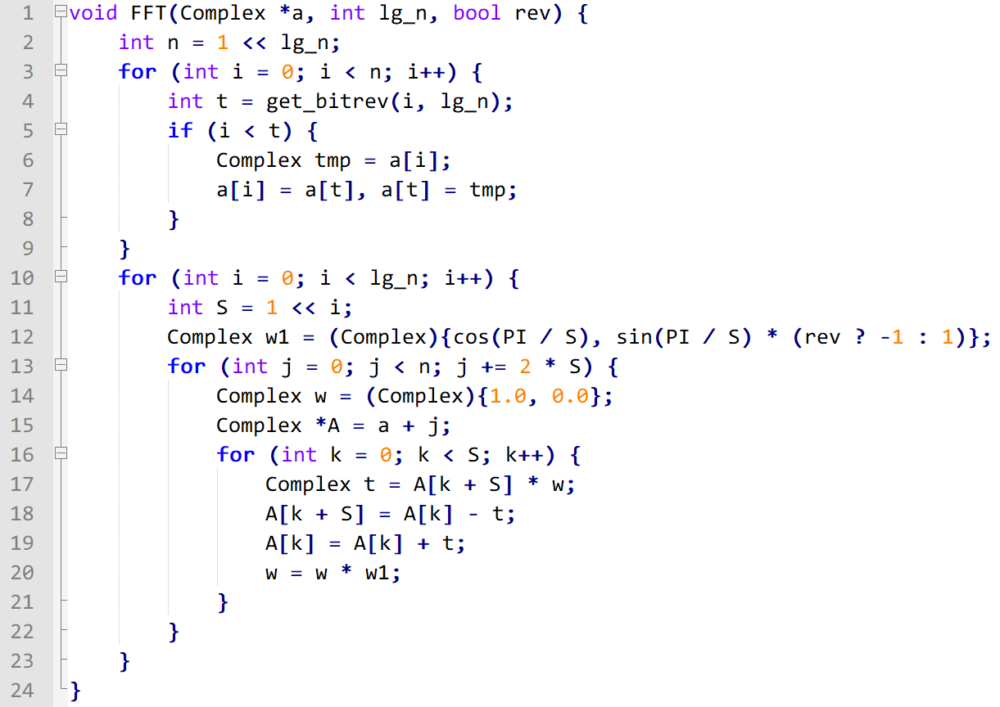 1 void FFT(Complex *a, int lg_n, bool rev) {
2     int n = 1 << lg_n;
3     for (int i = 0; i < n; i++) {
4         int t = get_bitrev(i, lg_n);
5         if (i < t) {
6             Complex tmp = a[i];
7             a[i] = a[t], a[t] = tmp;
8         }
9     }
10     for (int i = 0; i < lg_n; i++) {
11         int S = 1 << i;
12         Complex w1 = (Complex){cos(PI / S), sin(PI / S) * (rev ? -1 : 1)};
13         for (int j = 0; j < n; j += 2 * S) {
14             Complex w = (Complex){1.0, 0.0};
15             Complex *A = a + j;
16             for (int k = 0; k < S; k++) {
17                 Complex t = A[k + S] * w;
18                 A[k + S] = A[k] - t;
19                 A[k] = A[k] + t;
20                 w = w * w1;
21             }
22         }
23     }
24 }